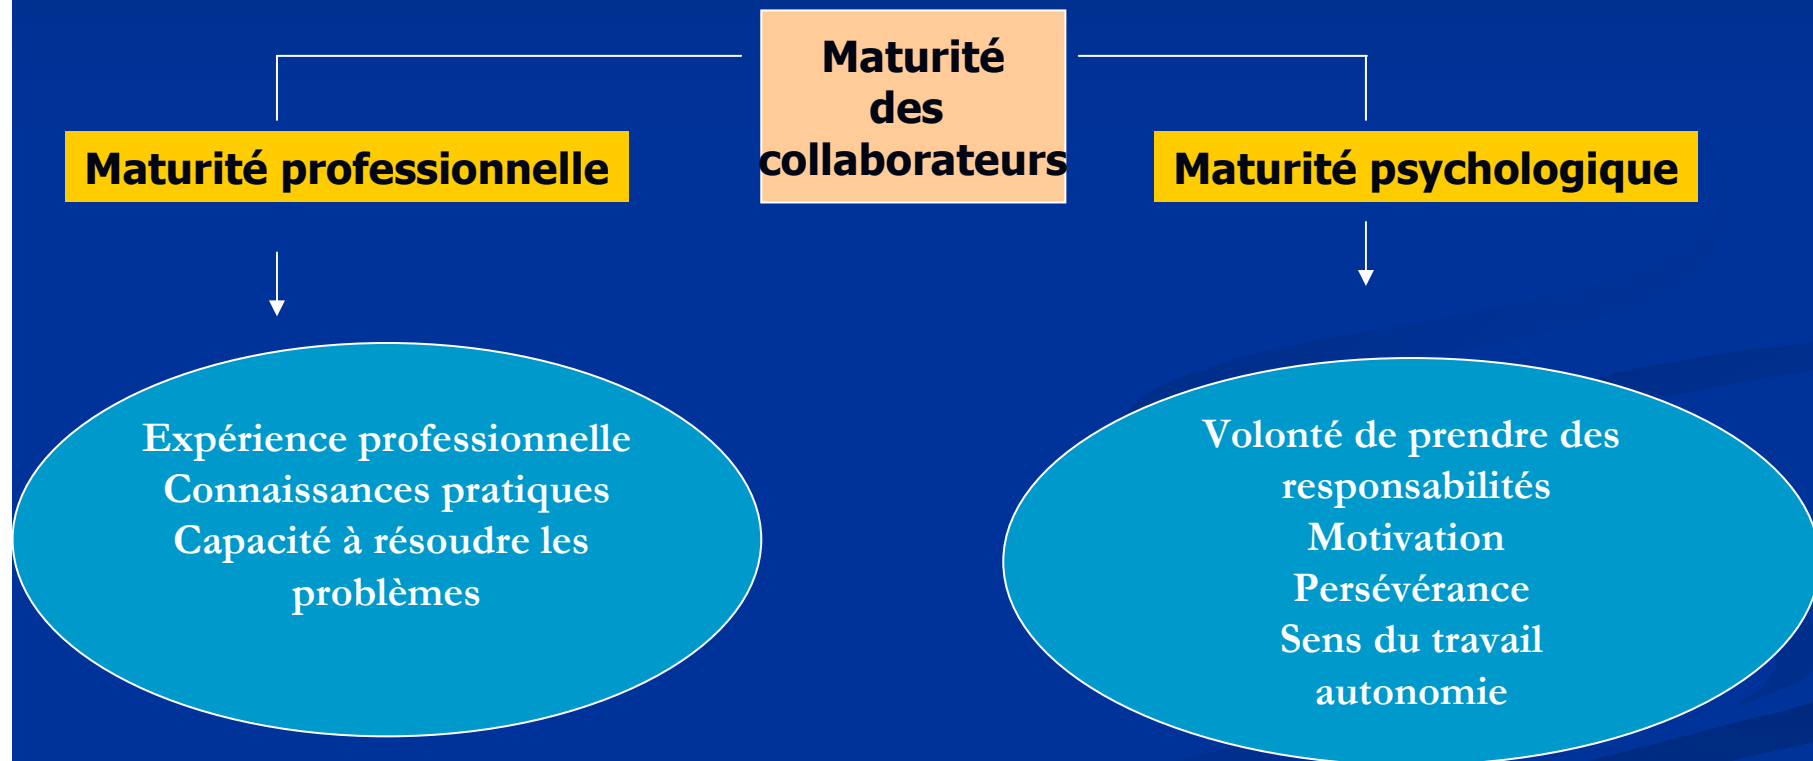 Maturité
des
collaborateurs
Maturité professionnelle
Maturité psychologique
Expérience professionnelle
Connaissances pratiques
Capacité à résoudre les
problèmes
Volonté de prendre des
responsabilités
Motivation
Persévérance
Sens du travail
autonomie